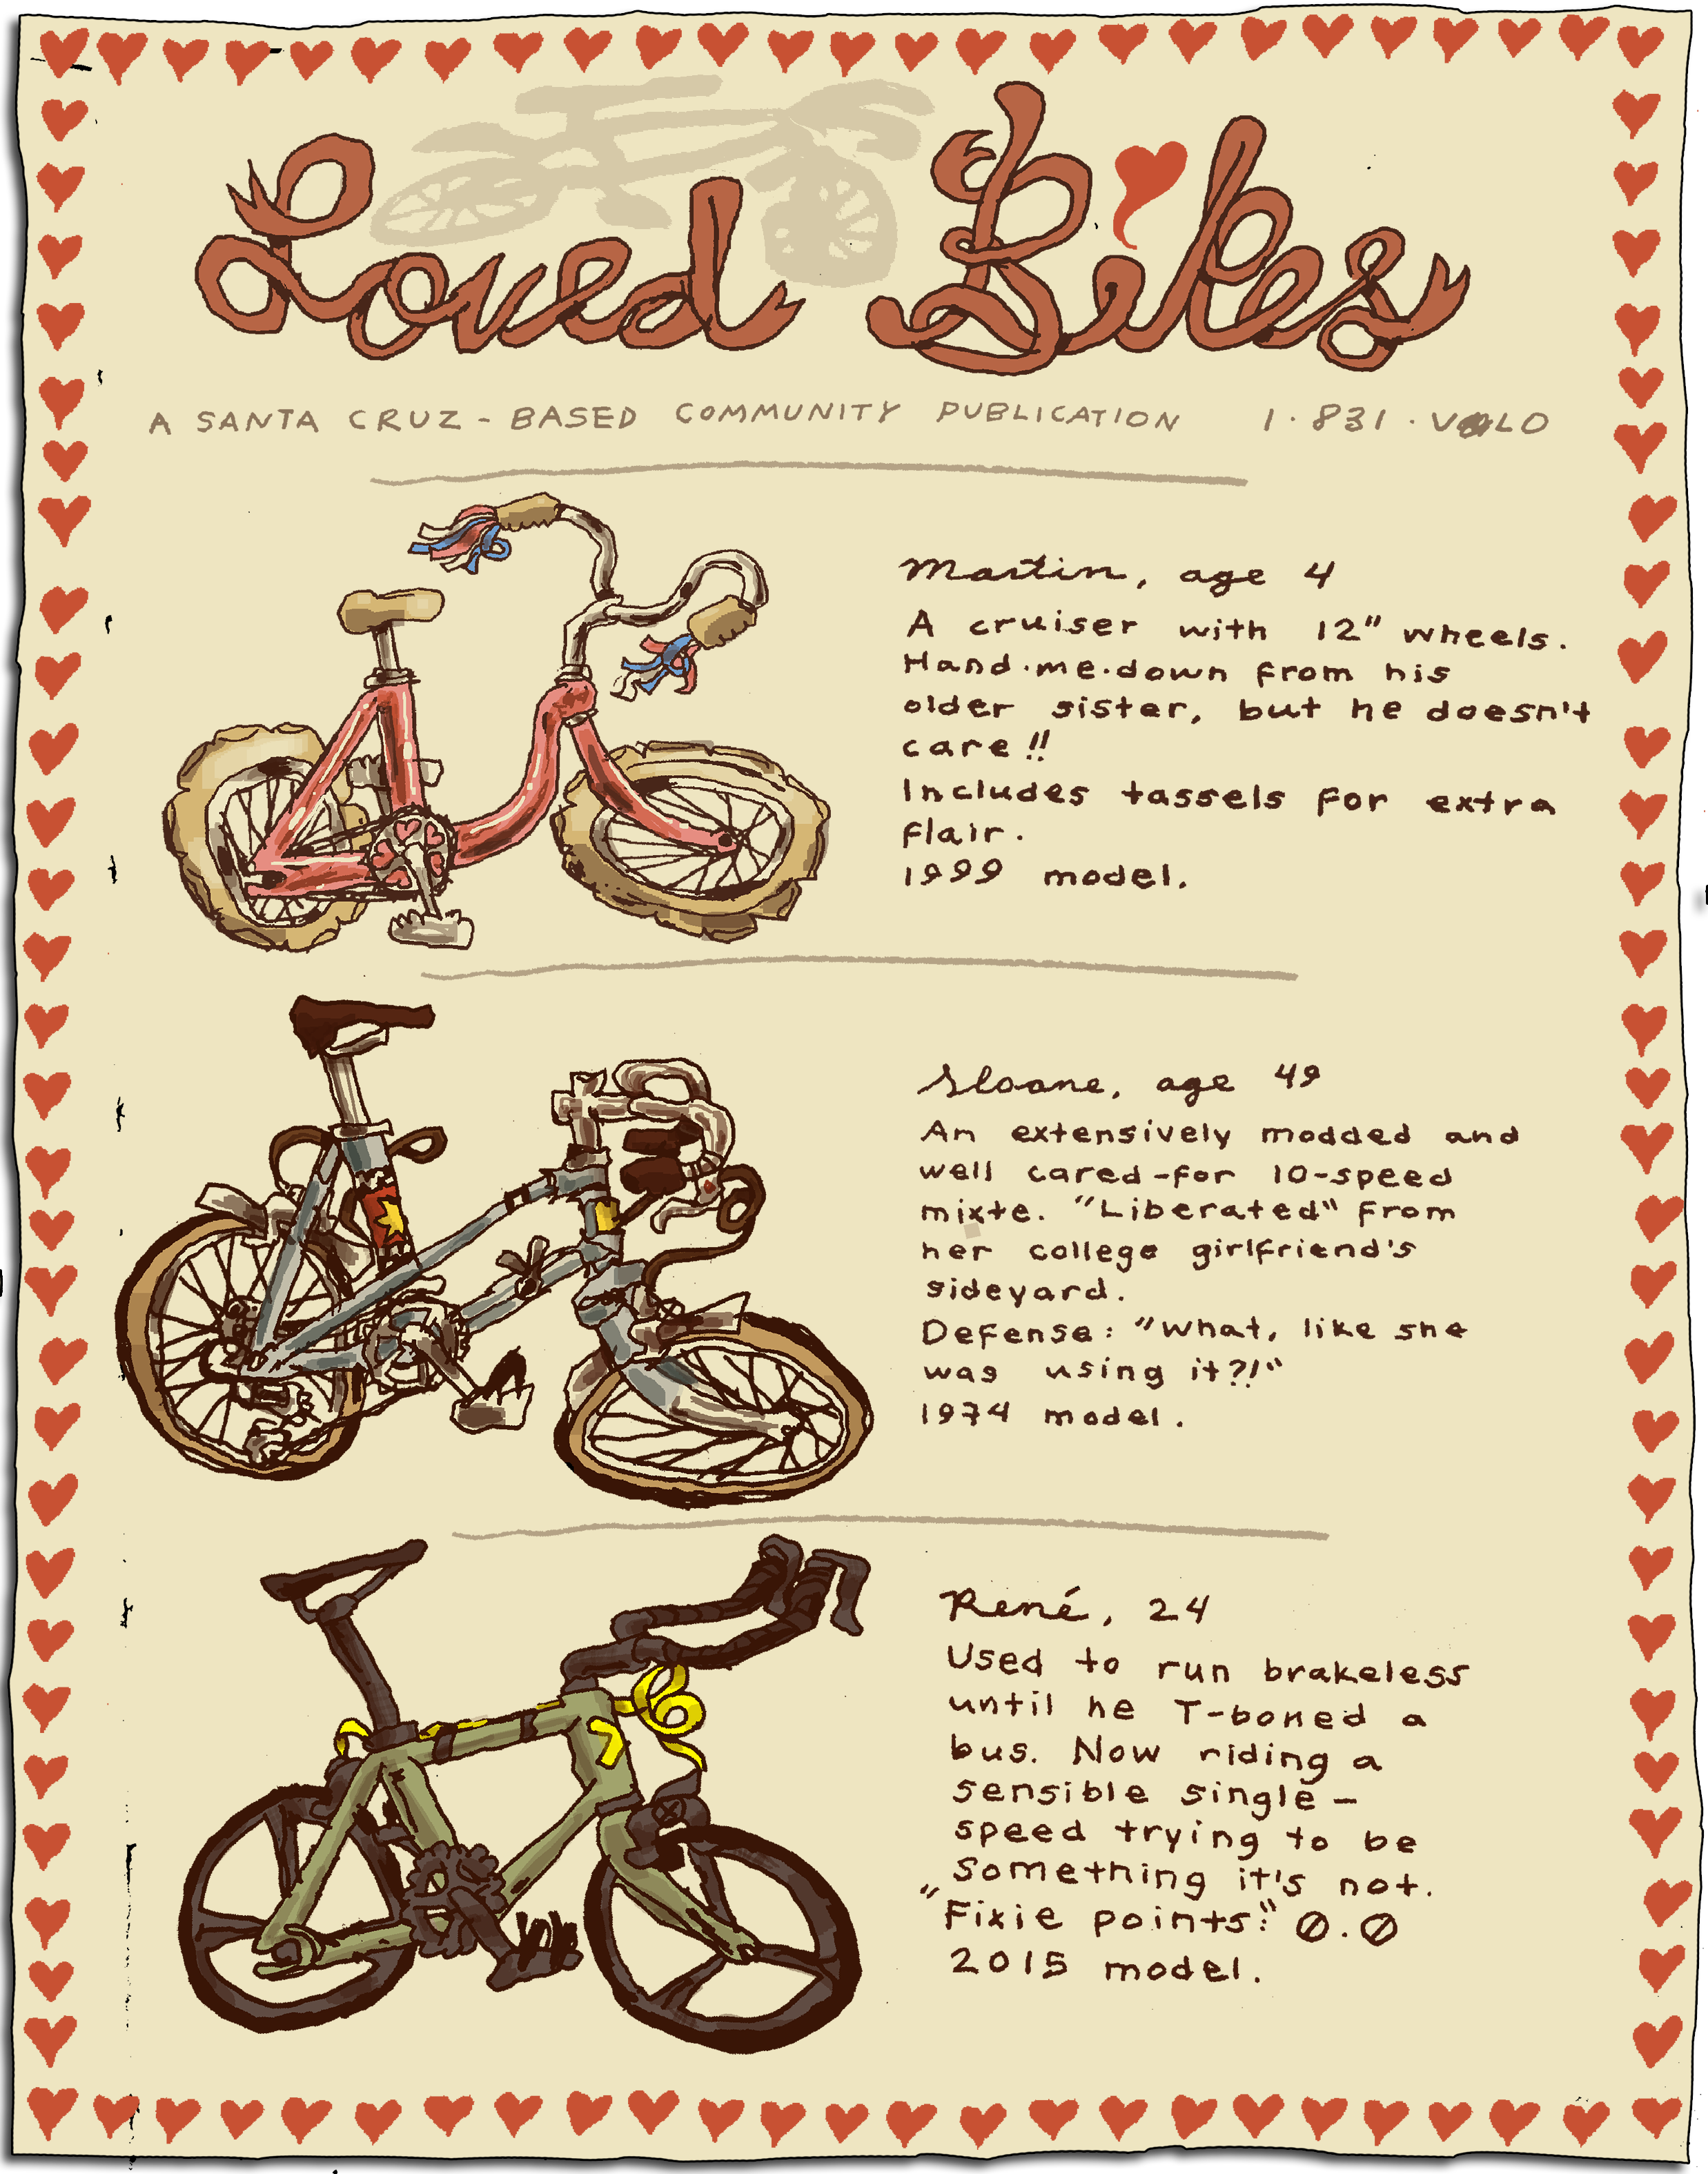 Loved Bikes
A SANTA CRUZ-BASED COMMUNITY PUBLICATION 1·831·VOLO
Martin, age 4
A cruiser with 12" wheels.
Hand·me·down from his
older sister, but he doesn't
care!!
Includes tassels for extra
flair.
1999 model.
Sloane, age 49
An extensively modded and
well cared-for 10-speed
mixte. "Liberated" from
her college girlfriend's
sideyard.
Defense: "What, like she
was using it?!"
1974 model.
René, 24
Used to run brakeless
until he T-boned a
bus. Now riding a
sensible single-
speed trying to be
something it's not.
"Fixie points:" 0.0
2015 model.